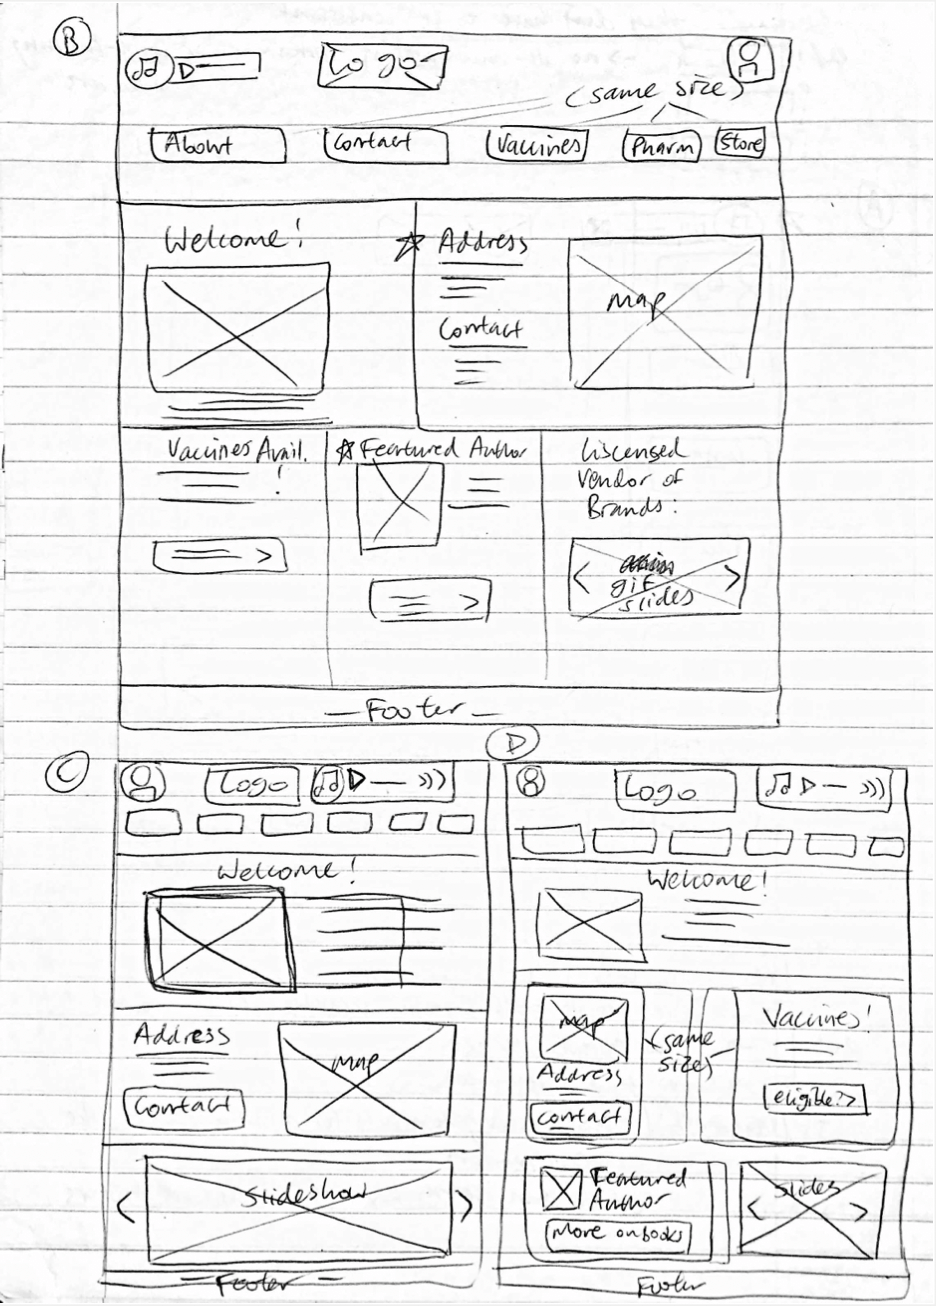 B
Logo
(same size)
About
Contact
Vaccines
Pharm
Store
Welcome!
Address
Contact
map
Vaccines Avail.
!
Featured Author
Liscensed
Vendor of
Brands:
gif
slides
— Footer —
C
Logo
Welcome!
Address
Contact
map
Slideshow
— Footer —
D
Logo
Welcome!
map
Address
Contact
(same
sizes)
Vaccines!
eligible? >
Featured
Author
More on books
slides
Footer